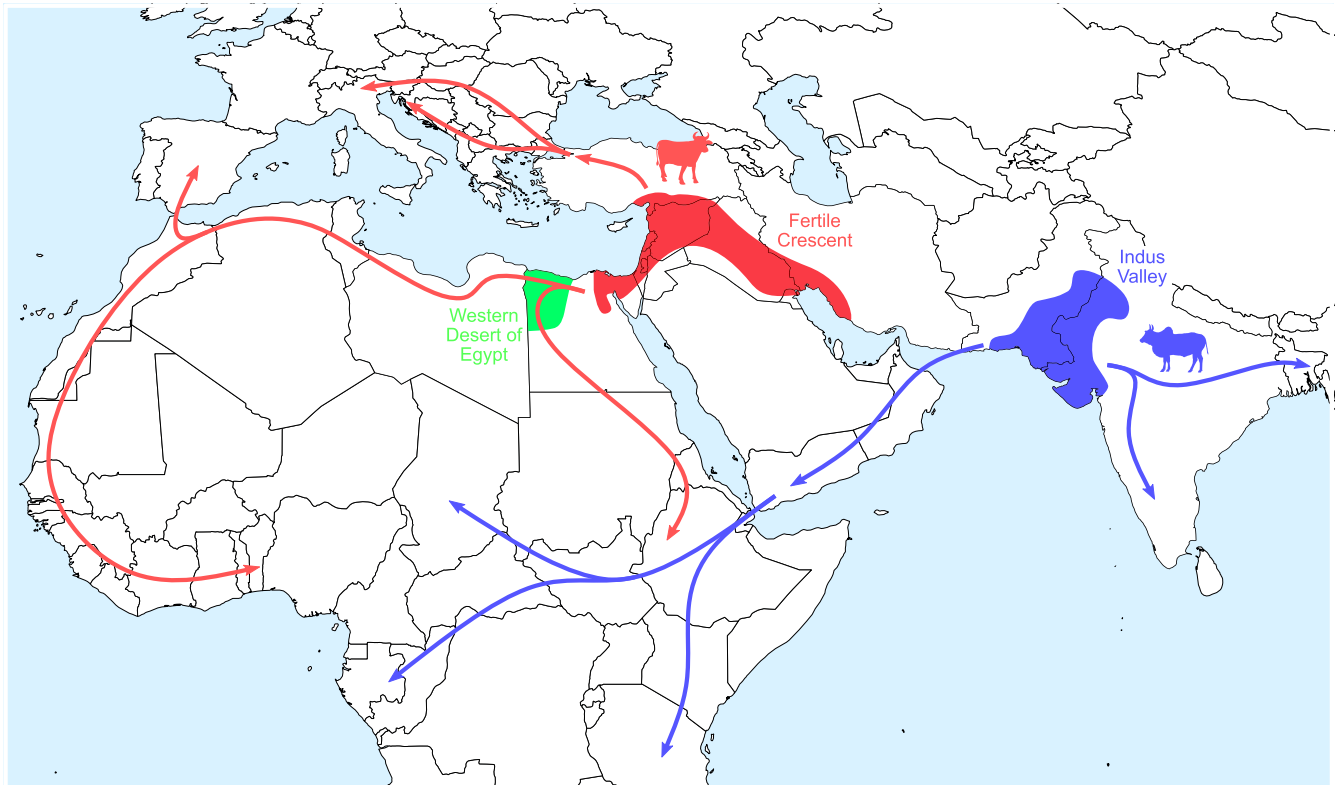 Fertile
Crescent
Indus
Valley
Western
Desert of
Egypt